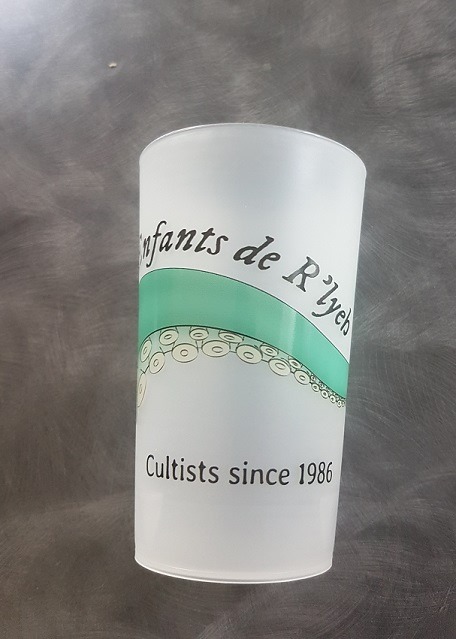 Enfants de R'lyeh
Cultists since 1986